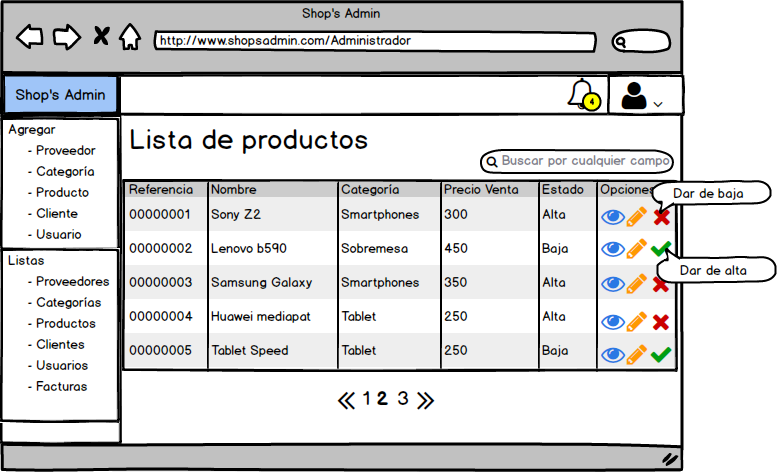 Shop's Admin
http://www.shopsadmin.com/Administrador
Shop's Admin
4
Agregar
- Proveedor
- Categoría
- Producto
- Cliente
- Usuario
Listas
- Proveedores
- Categorías
- Productos
- Clientes
- Usuarios
- Facturas
Lista de productos
Buscar por cualquier campo
Referencia Nombre Categoría Precio Venta Estado Opciones
Dar de baja
00000001 Sony Z2 Smartphones 300 Alta
00000002 Lenovo b590 Sobremesa 450 Baja
Dar de alta
00000003 Samsung Galaxy Smartphones 350 Alta
00000004 Huawei mediapat Tablet 250 Alta
00000005 Tablet Speed Tablet 250 Baja
1 2 3